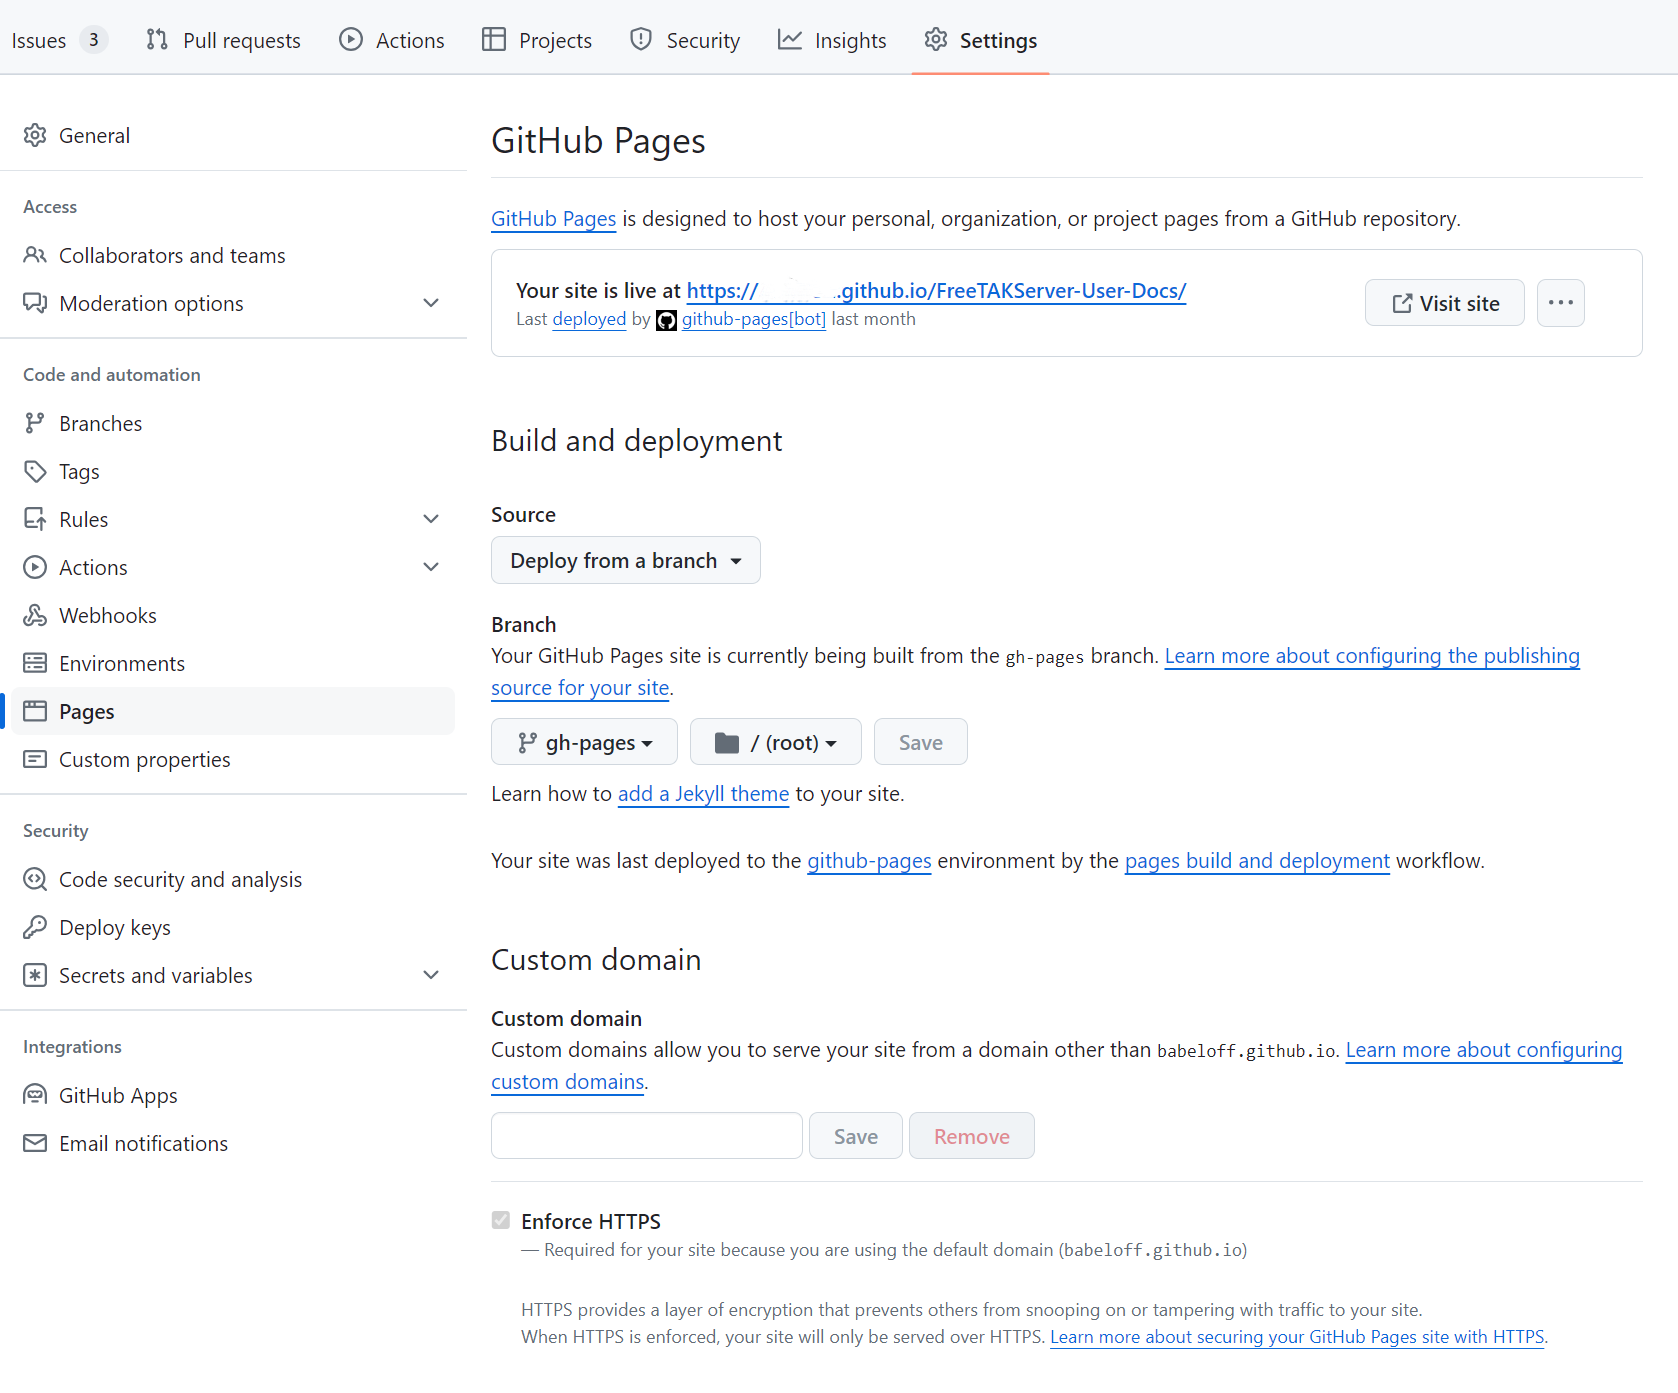 Issues 3 Pull requests Actions Projects Security Insights Settings
General
Access
Collaborators and teams
Moderation options
Code and automation
Branches
Tags
Rules
Actions
Webhooks
Environments
Pages
Custom properties
Security
Code security and analysis
Deploy keys
Secrets and variables
Integrations
GitHub Apps
Email notifications
GitHub Pages
GitHub Pages is designed to host your personal, organization, or project pages from a GitHub repository.
Your site is live at https:// .github.io/FreeTAKServer-User-Docs/
Last deployed by github-pages[bot] last month
Visit site
Build and deployment
Source
Deploy from a branch
Branch
Your GitHub Pages site is currently being built from the gh-pages branch. Learn more about configuring the publishing
source for your site.
gh-pages / (root) Save
Learn how to add a Jekyll theme to your site.
Your site was last deployed to the github-pages environment by the pages build and deployment workflow.
Custom domain
Custom domain
Custom domains allow you to serve your site from a domain other than babeloff.github.io. Learn more about configuring
custom domains.
Save Remove
Enforce HTTPS
— Required for your site because you are using the default domain (babeloff.github.io)
HTTPS provides a layer of encryption that prevents others from snooping on or tampering with traffic to your site.
When HTTPS is enforced, your site will only be served over HTTPS. Learn more about securing your GitHub Pages site with HTTPS.